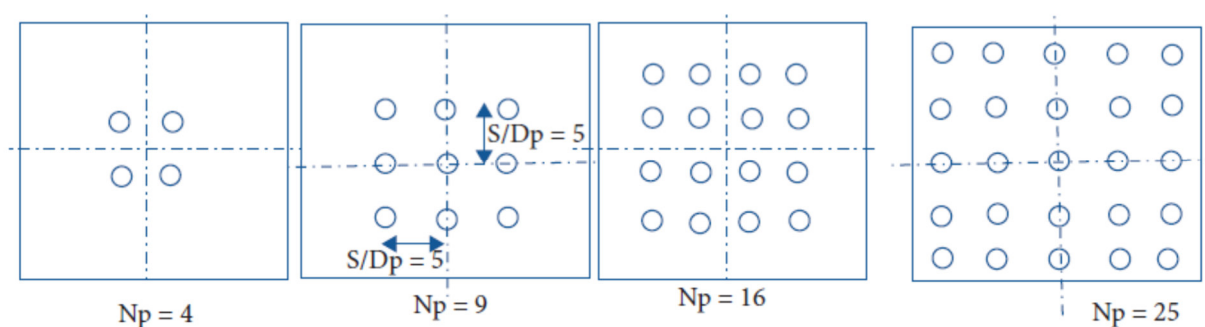 S/Dp = 5
S/Dp = 5
Np = 4
Np = 9
Np = 16
Np = 25